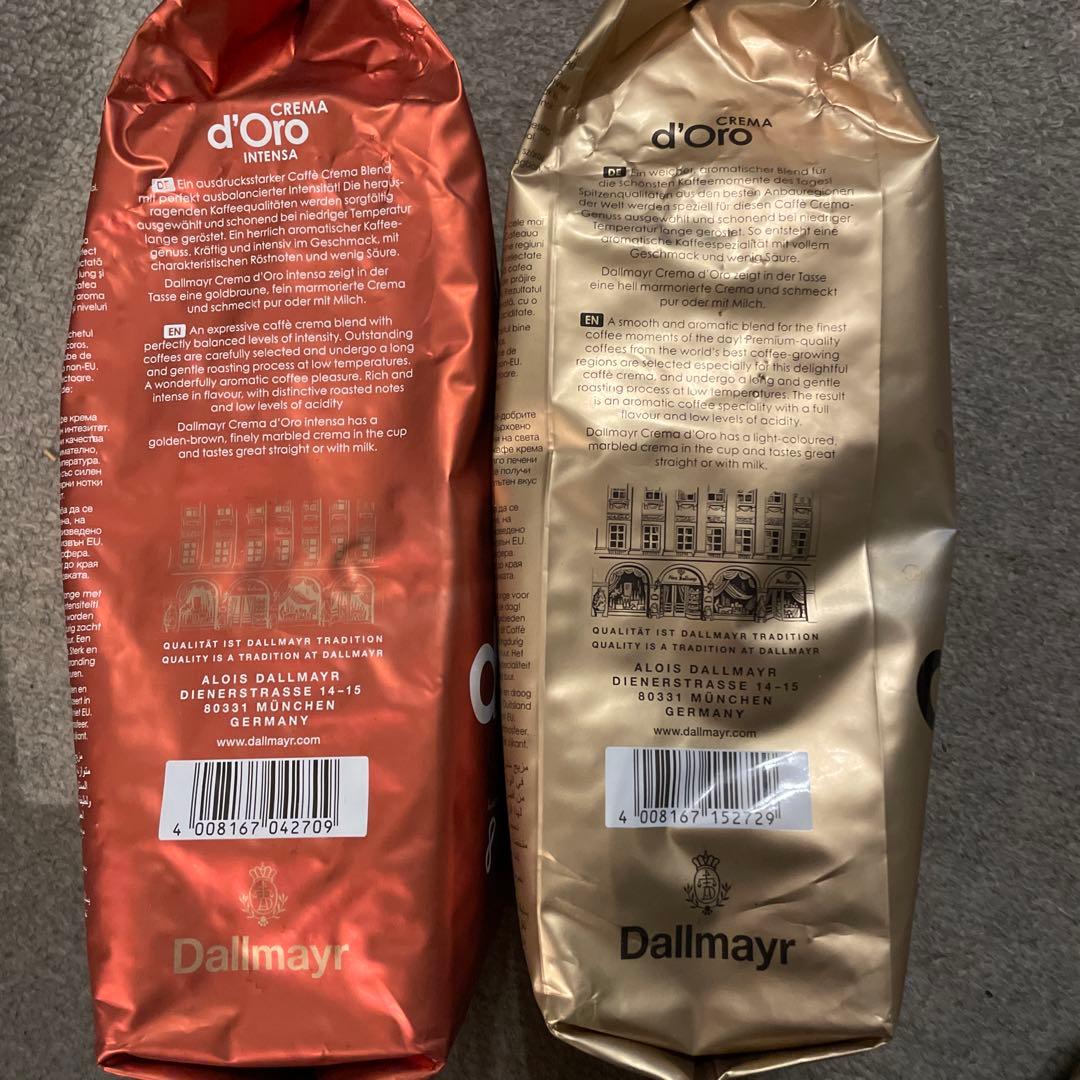 CREMA
d'Oro
INTENSA
DE Ein ausdrucksstarker Caffè Crema Blend
mit perfekt ausbalancierter Intensität! Die heraus-
ragenden Kaffeequalitäten werden sorgfältig
ausgewählt und schonend bei niedriger Temperatur
lange geröstet. Ein herrlich aromatischer Kaffee-
genuss. Kräftig und intensiv im Geschmack, mit
charakteristischen Röstnoten und wenig Säure.
Dallmayr Crema d'Oro intensa zeigt in der
Tasse eine goldbraune, fein marmorierte Crema
und schmeckt pur oder mit Milch.
EN An expressive caffè crema blend with
perfectly balanced levels of intensity. Outstanding
coffees are carefully selected and undergo a long
and gentle roasting process at low temperatures.
A wonderfully aromatic coffee pleasure. Rich and
intense in flavour, with distinctive roasted notes
and low levels of acidity
Dallmayr Crema d'Oro intensa has a
golden-brown, finely marbled crema in the cup
and tastes great straight or with milk.
QUALITÄT IST DALLMAYR TRADITION
QUALITY IS A TRADITION AT DALLMAYR
ALOIS DALLMAYR
DIENERSTRASSE 14–15
80331 MÜNCHEN
GERMANY
www.dallmayr.com
4 008167 042709
Dallmayr
CREMA
d'Oro
DE Ein weicher, aromatischer Blend für
die schönsten Kaffeemomente des Tages!
Spitzenqualitäten aus den besten Anbauregionen
der Welt werden speziell für diesen Caffè Crema-
Genuss ausgewählt und schonend bei niedriger
Temperatur lange geröstet. So entsteht eine
aromatische Kaffeespezialität mit vollem
Geschmack und wenig Säure.
Dallmayr Crema d'Oro zeigt in der Tasse
eine hell marmorierte Crema und schmeckt
pur oder mit Milch.
EN A smooth and aromatic blend for the finest
coffee moments of the day! Premium-quality
coffees from the world's best coffee-growing
regions are selected especially for this delightful
caffè crema, and undergo a long and gentle
roasting process at low temperatures. The result
is an aromatic coffee speciality with a full
flavour and low levels of acidity.
Dallmayr Crema d'Oro has a light-coloured,
marbled crema in the cup and tastes great
straight or with milk.
QUALITÄT IST DALLMAYR TRADITION
QUALITY IS A TRADITION AT DALLMAYR
ALOIS DALLMAYR
DIENERSTRASSE 14–15
80331 MÜNCHEN
GERMANY
www.dallmayr.com
4 008167 152729
Dallmayr